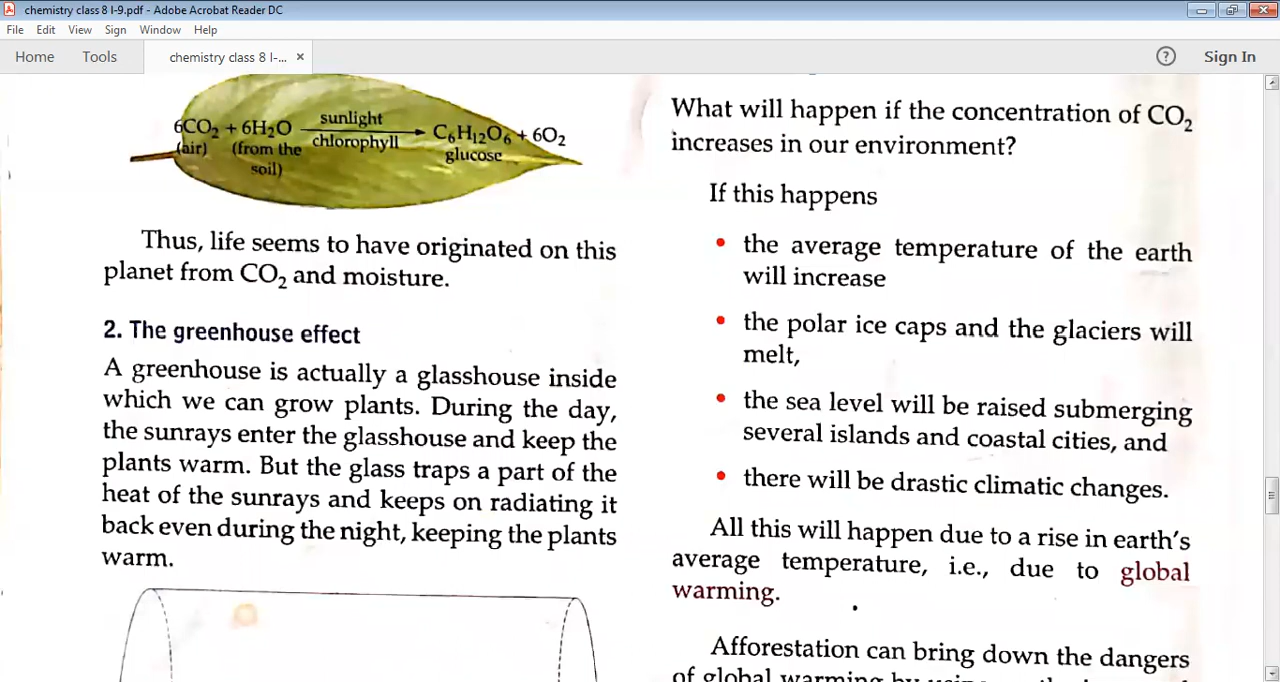 chemistry class 8 I-9.pdf - Adobe Acrobat Reader DC
File Edit View Sign Window Help
Home Tools chemistry class 8 I-... × ? Sign In
6CO₂ + 6H₂O sunlight C₆H₁₂O₆ + 6O₂
(air) (from the chlorophyll glucose
soil)
Thus, life seems to have originated on this
planet from CO₂ and moisture.
2. The greenhouse effect
A greenhouse is actually a glasshouse inside
which we can grow plants. During the day,
the sunrays enter the glasshouse and keep the
plants warm. But the glass traps a part of the
heat of the sunrays and keeps on radiating it
back even during the night, keeping the plants
warm.
What will happen if the concentration of CO₂
increases in our environment?
If this happens
• the average temperature of the earth
will increase
• the polar ice caps and the glaciers will
melt,
• the sea level will be raised submerging
several islands and coastal cities, and
• there will be drastic climatic changes.
All this will happen due to a rise in earth's
average temperature, i.e., due to global
warming.
Afforestation can bring down the dangers
of global warming by